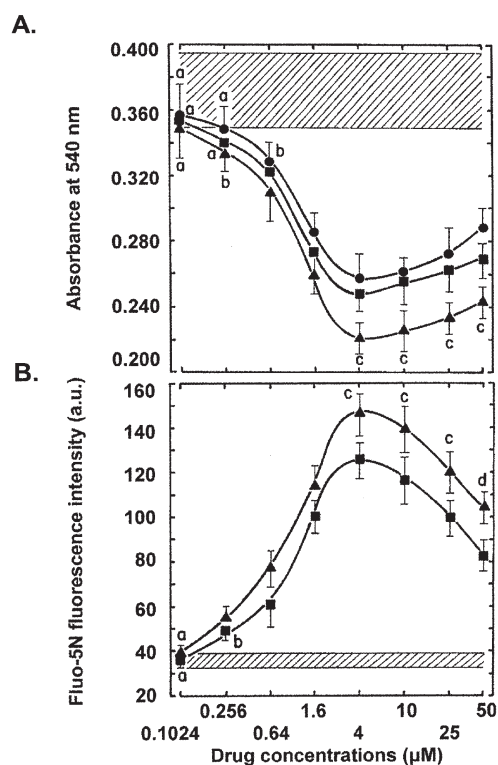 A.
Absorbance at 540 nm
0.400
0.360
0.320
0.280
0.240
0.200
a
a
a
a
a
b
b
c
c
c
c
B.
Fluo-5N fluorescence intensity (a.u.)
160
140
120
100
80
60
40
20
a
a
b
c
c
c
d
0.256
1.6
10
50
0.1024
0.64
4
25
Drug concentrations (µM)